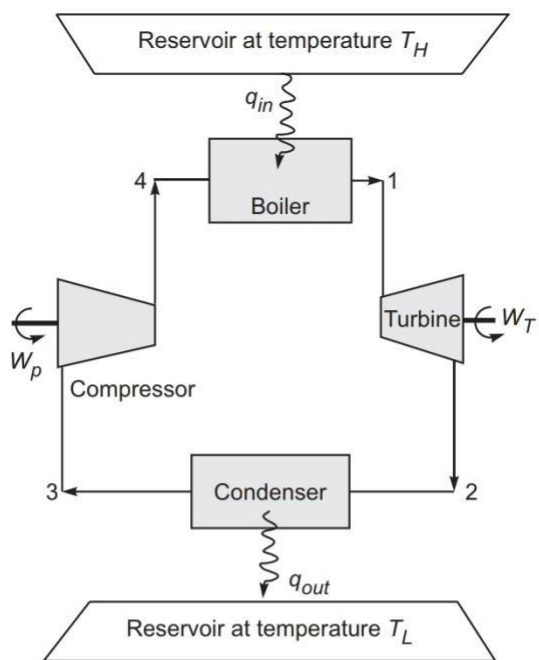 Reservoir at temperature T_H
q_in
4
Boiler
1
Turbine
W_T
W_p
Compressor
3
Condenser
2
q_out
Reservoir at temperature T_L